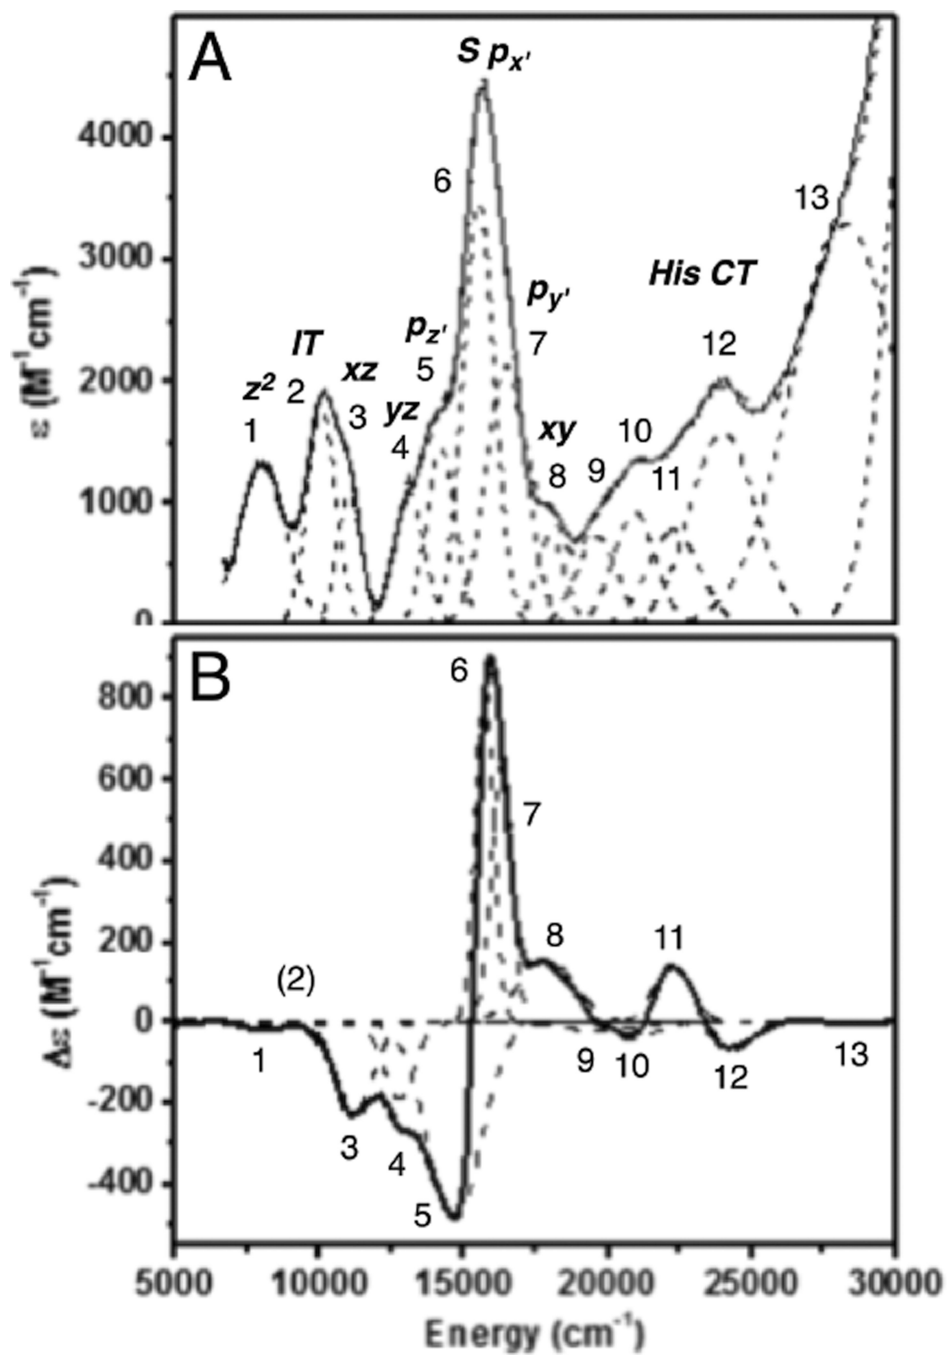 A
S px'
4000
6
13
3000
His CT
py'
pz'
7
IT
12
xz
5
2000
z2
2
yz
1
3
4
xy
10
9
8
11
1000
0
ε (M-1cm-1)
B
6
800
600
7
400
200
8
11
(2)
0
1
9
10
12
13
-200
3
4
-400
5
Δε (M-1cm-1)
5000 10000 15000 20000 25000 30000
Energy (cm-1)